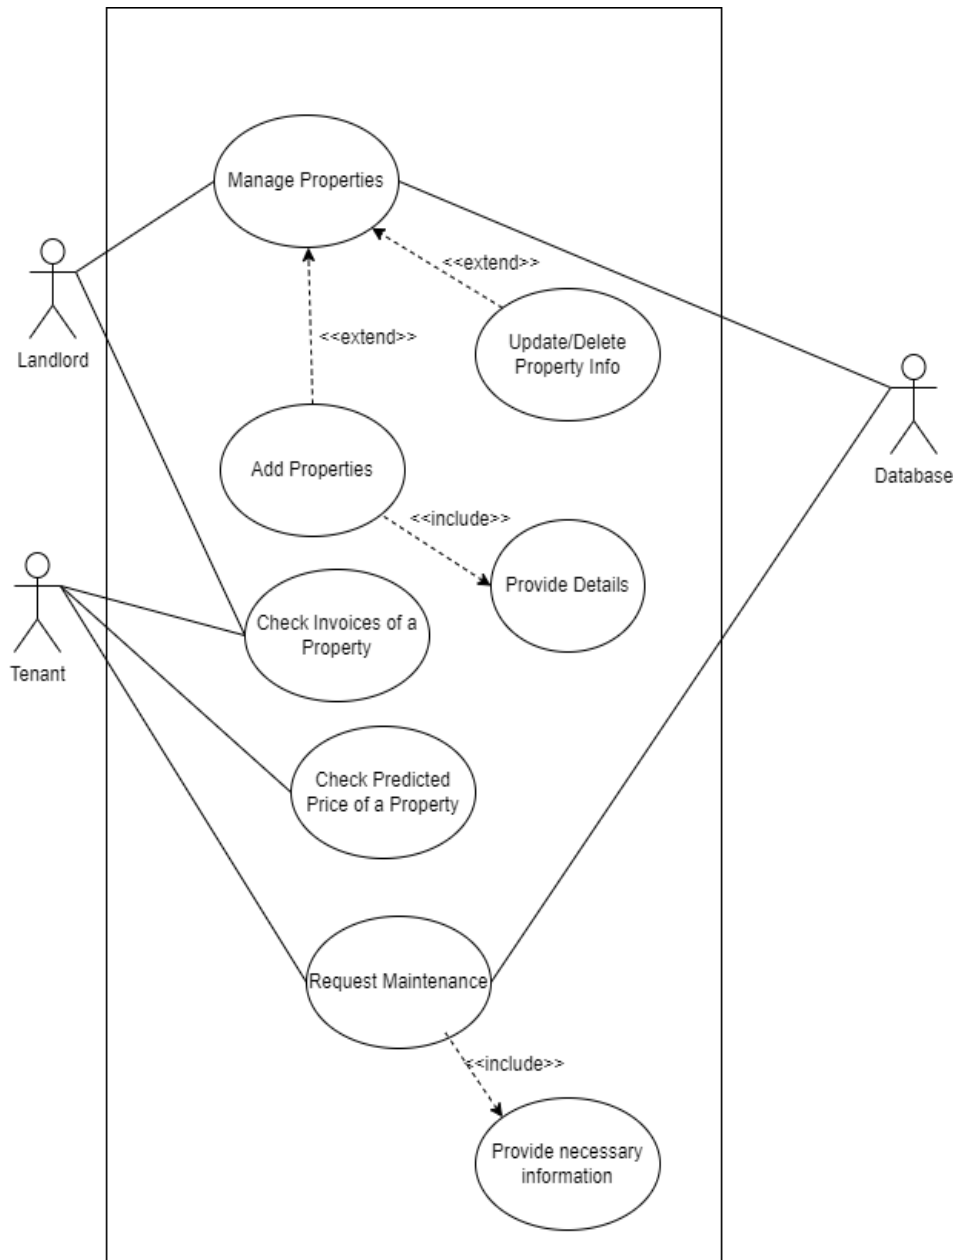 Manage Properties
<<extend>>
Update/Delete
Property Info
<<extend>>
Landlord
Database
Add Properties
<<include>>
Provide Details
Check Invoices of a
Property
Tenant
Check Predicted
Price of a Property
Request Maintenance
<<include>>
Provide necessary
information